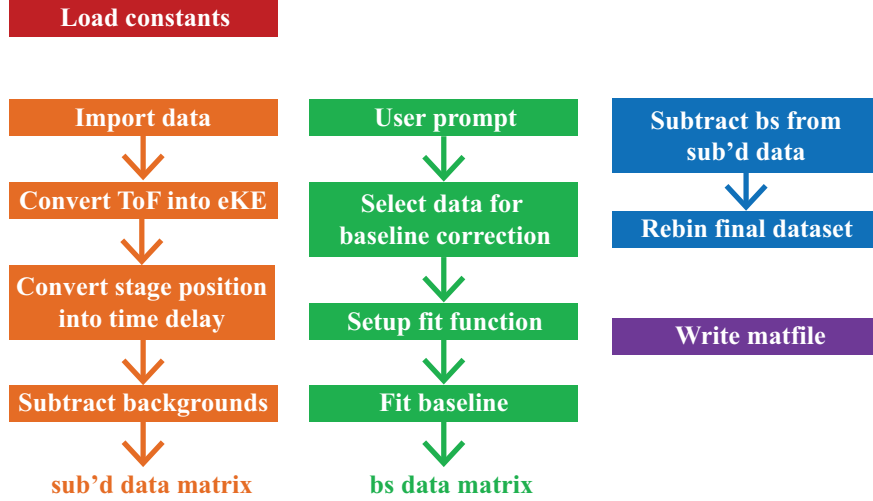 Load constants
Import data
Convert ToF into eKE
Convert stage position
into time delay
Subtract backgrounds
sub’d data matrix
User prompt
Select data for
baseline correction
Setup fit function
Fit baseline
bs data matrix
Subtract bs from
sub’d data
Rebin final dataset
Write matfile